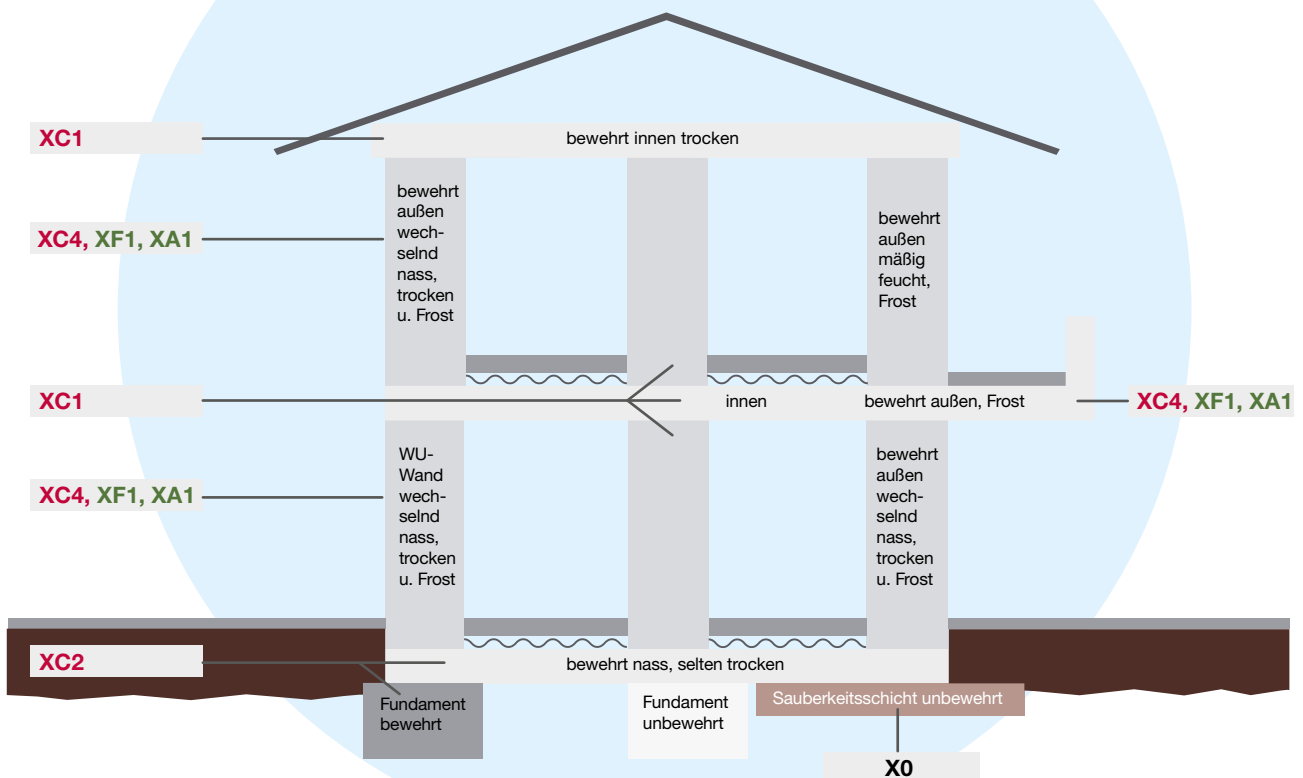 XC1
bewehrt innen trocken
XC4, XF1, XA1
bewehrt
außen
wech-
selnd
nass,
trocken
u. Frost
bewehrt
außen
mäßig
feucht,
Frost
XC1
innen
bewehrt außen, Frost
XC4, XF1, XA1
XC4, XF1, XA1
WU-
Wand
wech-
selnd
nass,
trocken
u. Frost
bewehrt
außen
wech-
selnd
nass,
trocken
u. Frost
XC2
bewehrt nass, selten trocken
Fundament
bewehrt
Fundament
unbewehrt
Sauberkeitsschicht unbewehrt
X0